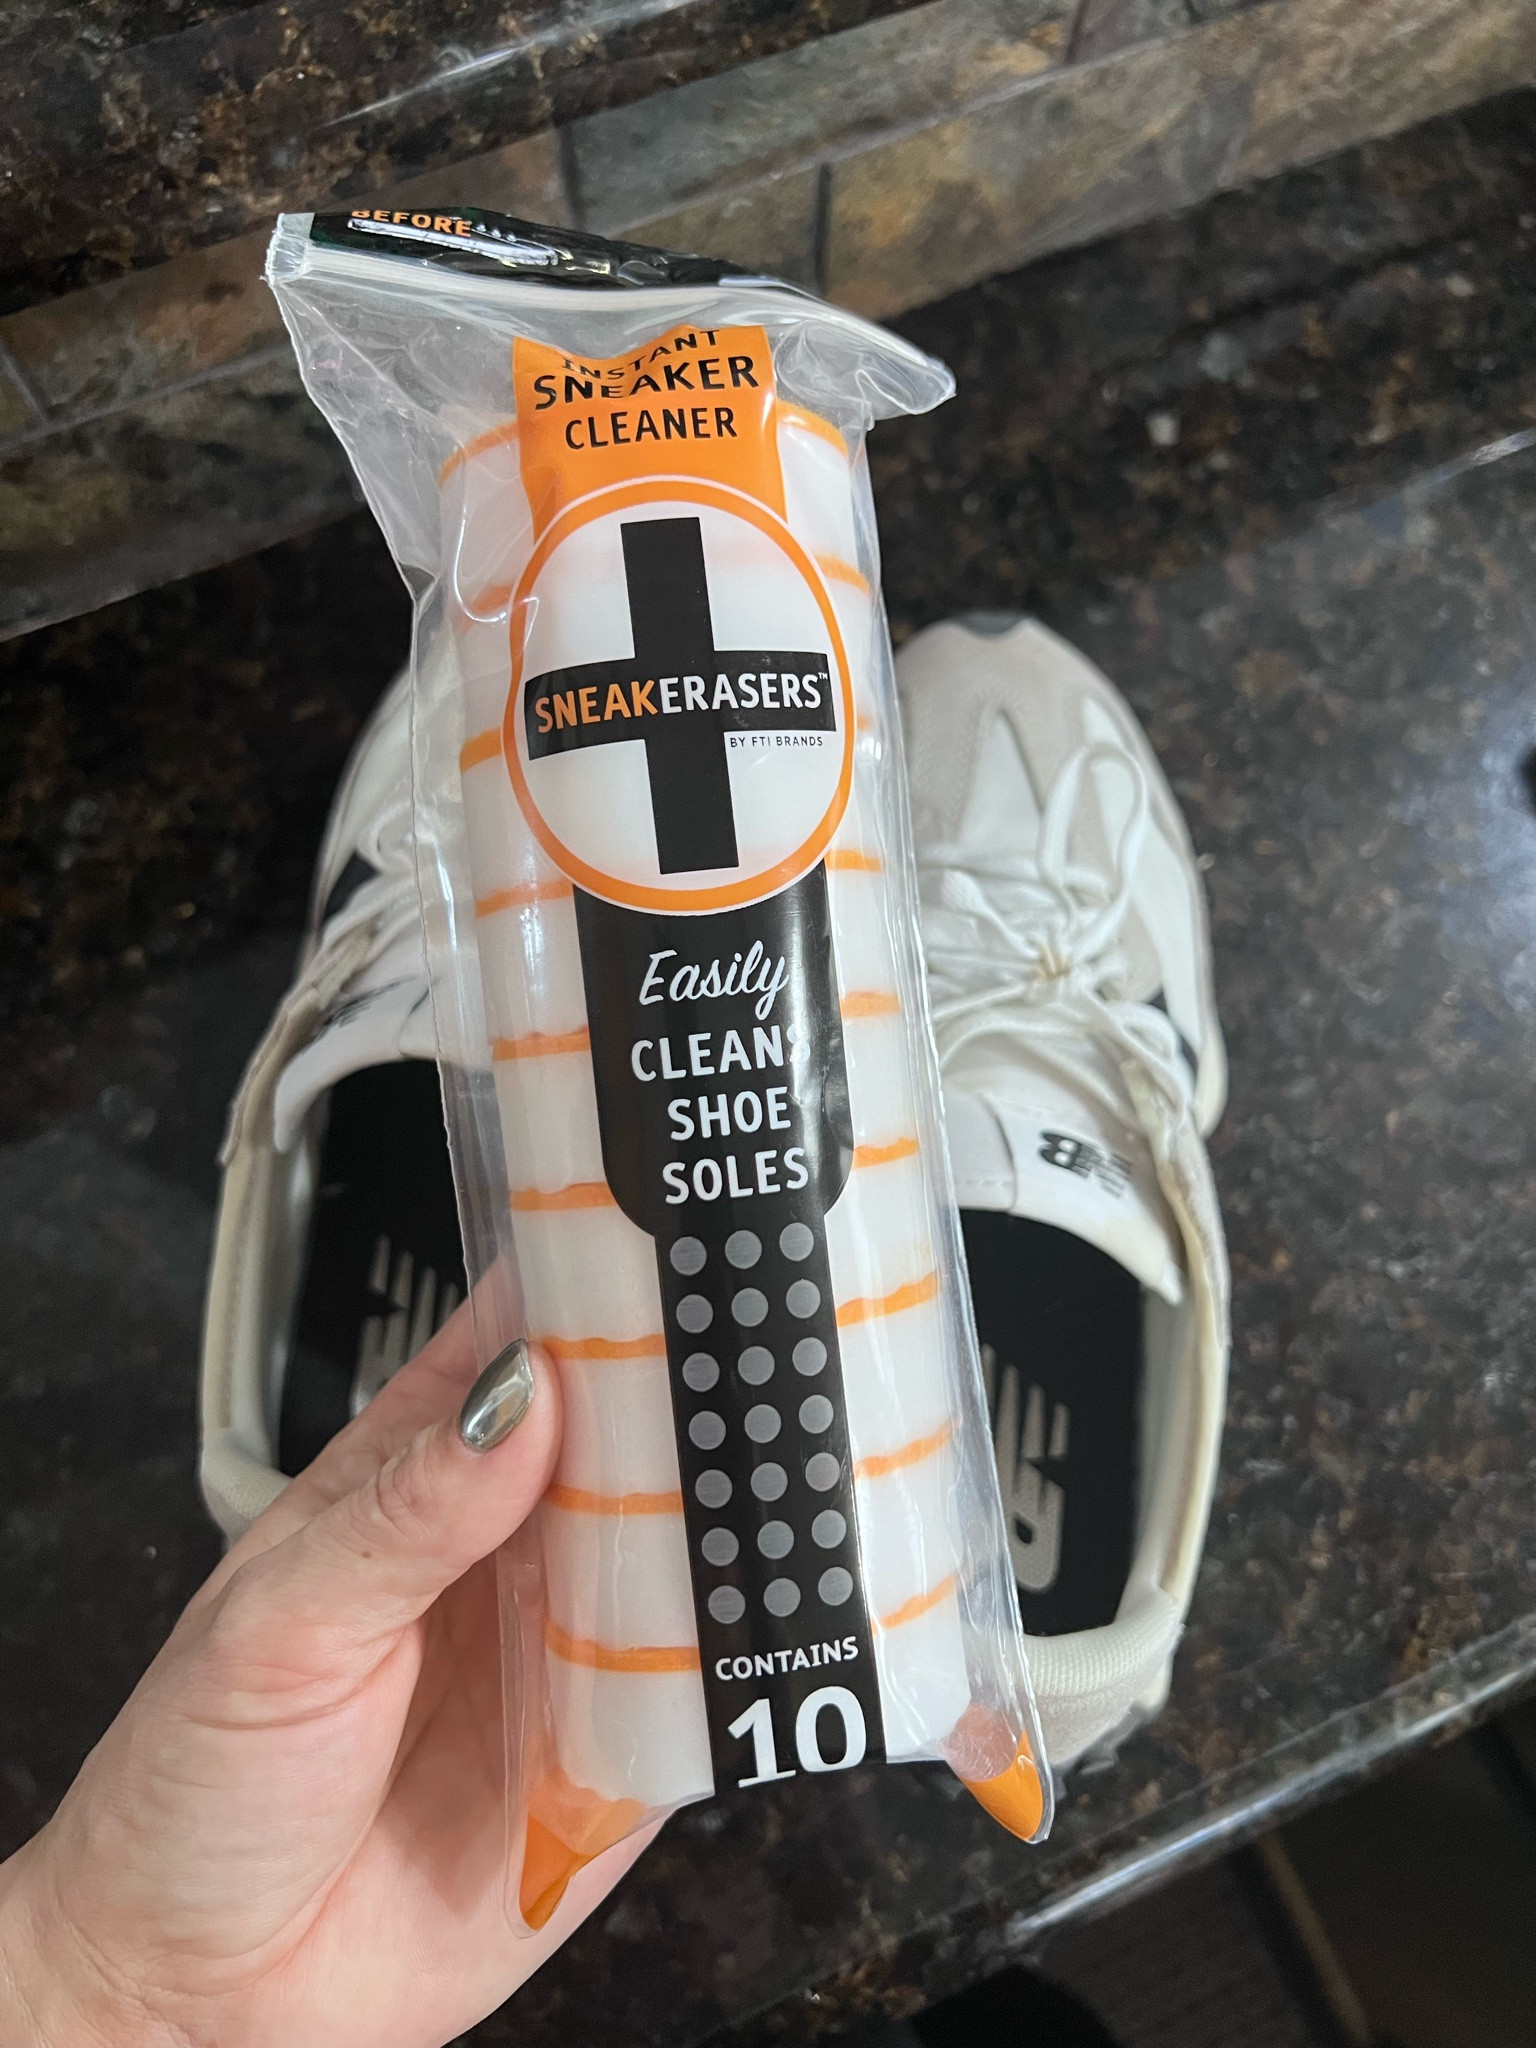 BEFORE...
INSTANT
SNEAKER
CLEANER
SNEAKERASERS™
BY FTI BRANDS
Easily
CLEANS
SHOE
SOLES
CONTAINS
10